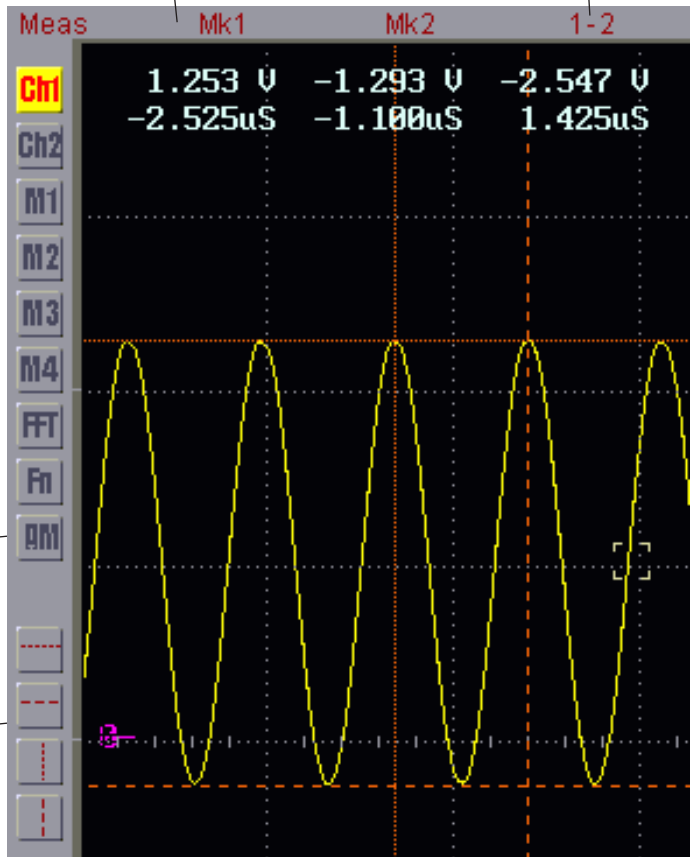 Meas Mk1 Mk2 1-2
1.253 V -1.293 V -2.547 V
-2.525uS -1.100uS 1.425uS
Ch1
Ch2
M1
M2
M3
M4
FFT
Fn